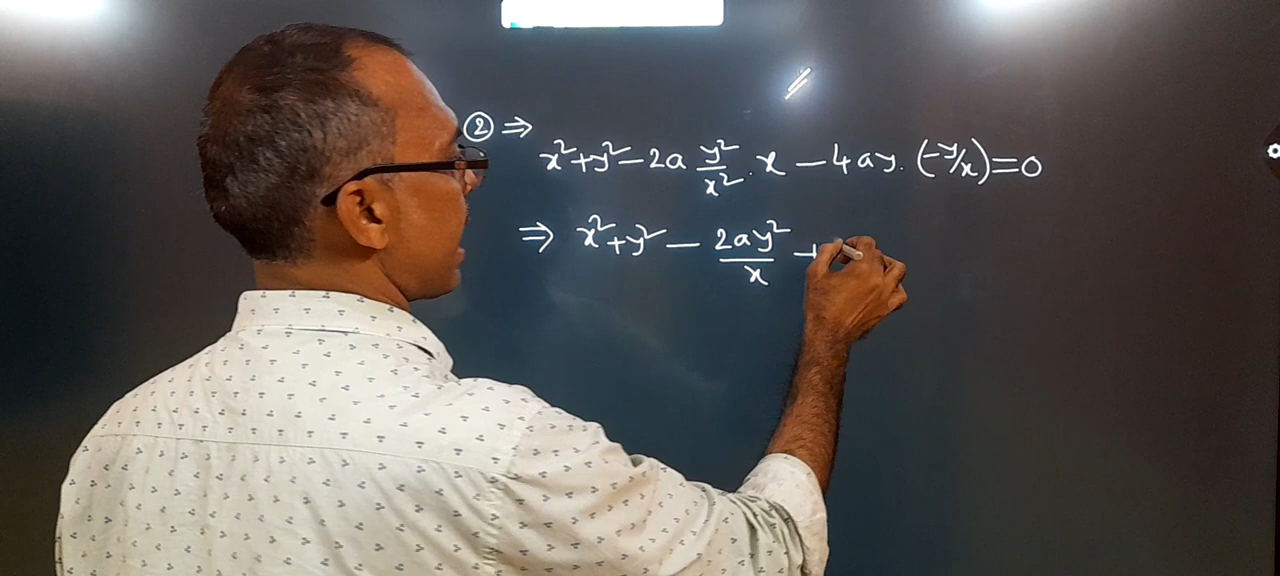 ② ⇒
x² + y² − 2a y²/x² · x − 4ay · (−y/x) = 0
⇒ x² + y² − 2ay²/x +